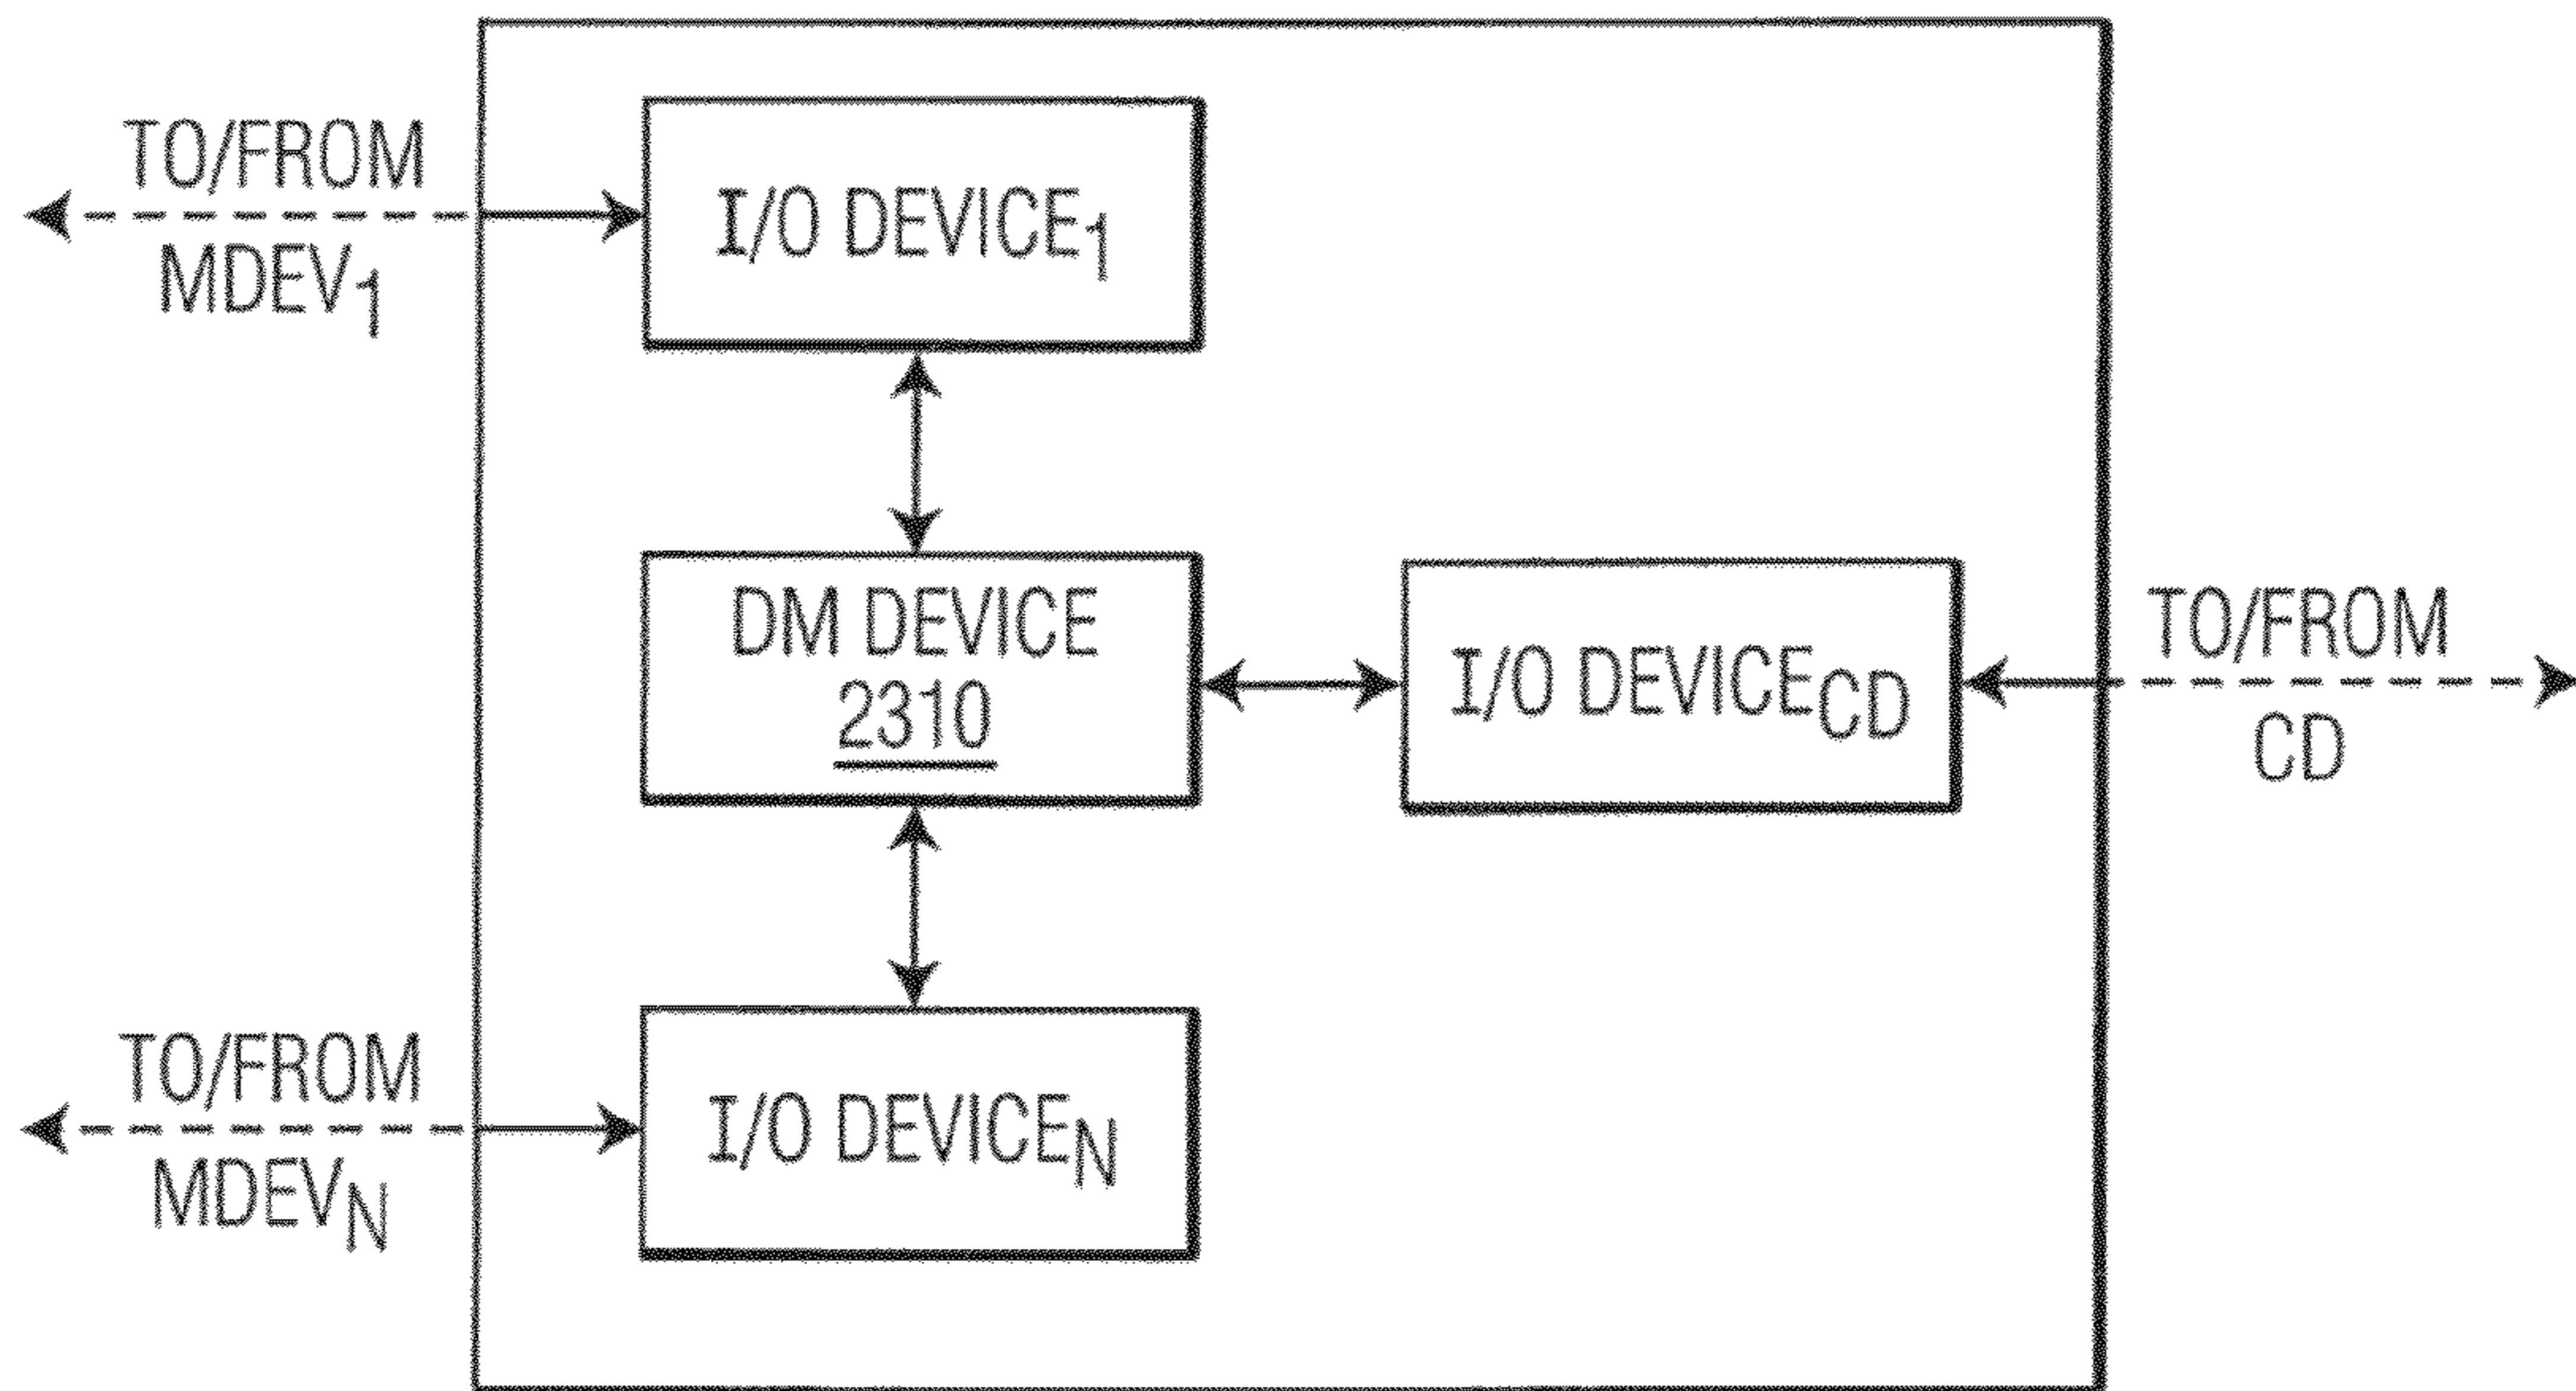 TO/FROM
MDEV1
I/O DEVICE1
DM DEVICE
2310
I/O DEVICECD
TO/FROM
CD
TO/FROM
MDEVN
I/O DEVICEN